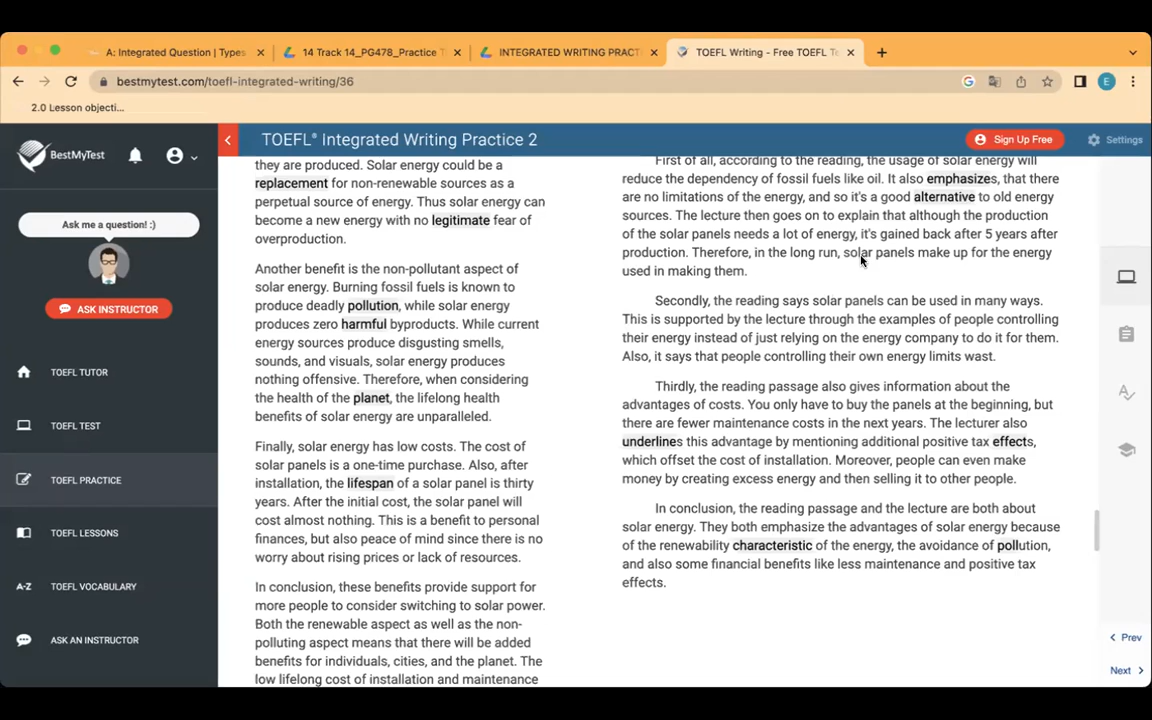 A: Integrated Question | Types
14 Track 14_PG478_Practice T
INTEGRATED WRITING PRACT
TOEFL Writing - Free TOEFL Te
bestmytest.com/toefl-integrated-writing/36
E
2.0 Lesson objecti...
BestMyTest
Ask me a question! :)
ASK INSTRUCTOR
TOEFL TUTOR
TOEFL TEST
TOEFL PRACTICE
TOEFL LESSONS
A-Z TOEFL VOCABULARY
ASK AN INSTRUCTOR
TOEFL® Integrated Writing Practice 2
Sign Up Free
Settings
they are produced. Solar energy could be a
replacement for non-renewable sources as a
perpetual source of energy. Thus solar energy can
become a new energy with no legitimate fear of
overproduction.
Another benefit is the non-pollutant aspect of
solar energy. Burning fossil fuels is known to
produce deadly pollution, while solar energy
produces zero harmful byproducts. While current
energy sources produce disgusting smells,
sounds, and visuals, solar energy produces
nothing offensive. Therefore, when considering
the health of the planet, the lifelong health
benefits of solar energy are unparalleled.
Finally, solar energy has low costs. The cost of
solar panels is a one-time purchase. Also, after
installation, the lifespan of a solar panel is thirty
years. After the initial cost, the solar panel will
cost almost nothing. This is a benefit to personal
finances, but also peace of mind since there is no
worry about rising prices or lack of resources.
In conclusion, these benefits provide support for
more people to consider switching to solar power.
Both the renewable aspect as well as the non-
polluting aspect means that there will be added
benefits for individuals, cities, and the planet. The
low lifelong cost of installation and maintenance
First of all, according to the reading, the usage of solar energy will
reduce the dependency of fossil fuels like oil. It also emphasizes, that there
are no limitations of the energy, and so it's a good alternative to old energy
sources. The lecture then goes on to explain that although the production
of the solar panels needs a lot of energy, it's gained back after 5 years after
production. Therefore, in the long run, solar panels make up for the energy
used in making them.
Secondly, the reading says solar panels can be used in many ways.
This is supported by the lecture through the examples of people controlling
their energy instead of just relying on the energy company to do it for them.
Also, it says that people controlling their own energy limits wast.
Thirdly, the reading passage also gives information about the
advantages of costs. You only have to buy the panels at the beginning, but
there are fewer maintenance costs in the next years. The lecturer also
underlines this advantage by mentioning additional positive tax effects,
which offset the cost of installation. Moreover, people can even make
money by creating excess energy and then selling it to other people.
In conclusion, the reading passage and the lecture are both about
solar energy. They both emphasize the advantages of solar energy because
of the renewability characteristic of the energy, the avoidance of pollution,
and also some financial benefits like less maintenance and positive tax
effects.
Prev
Next